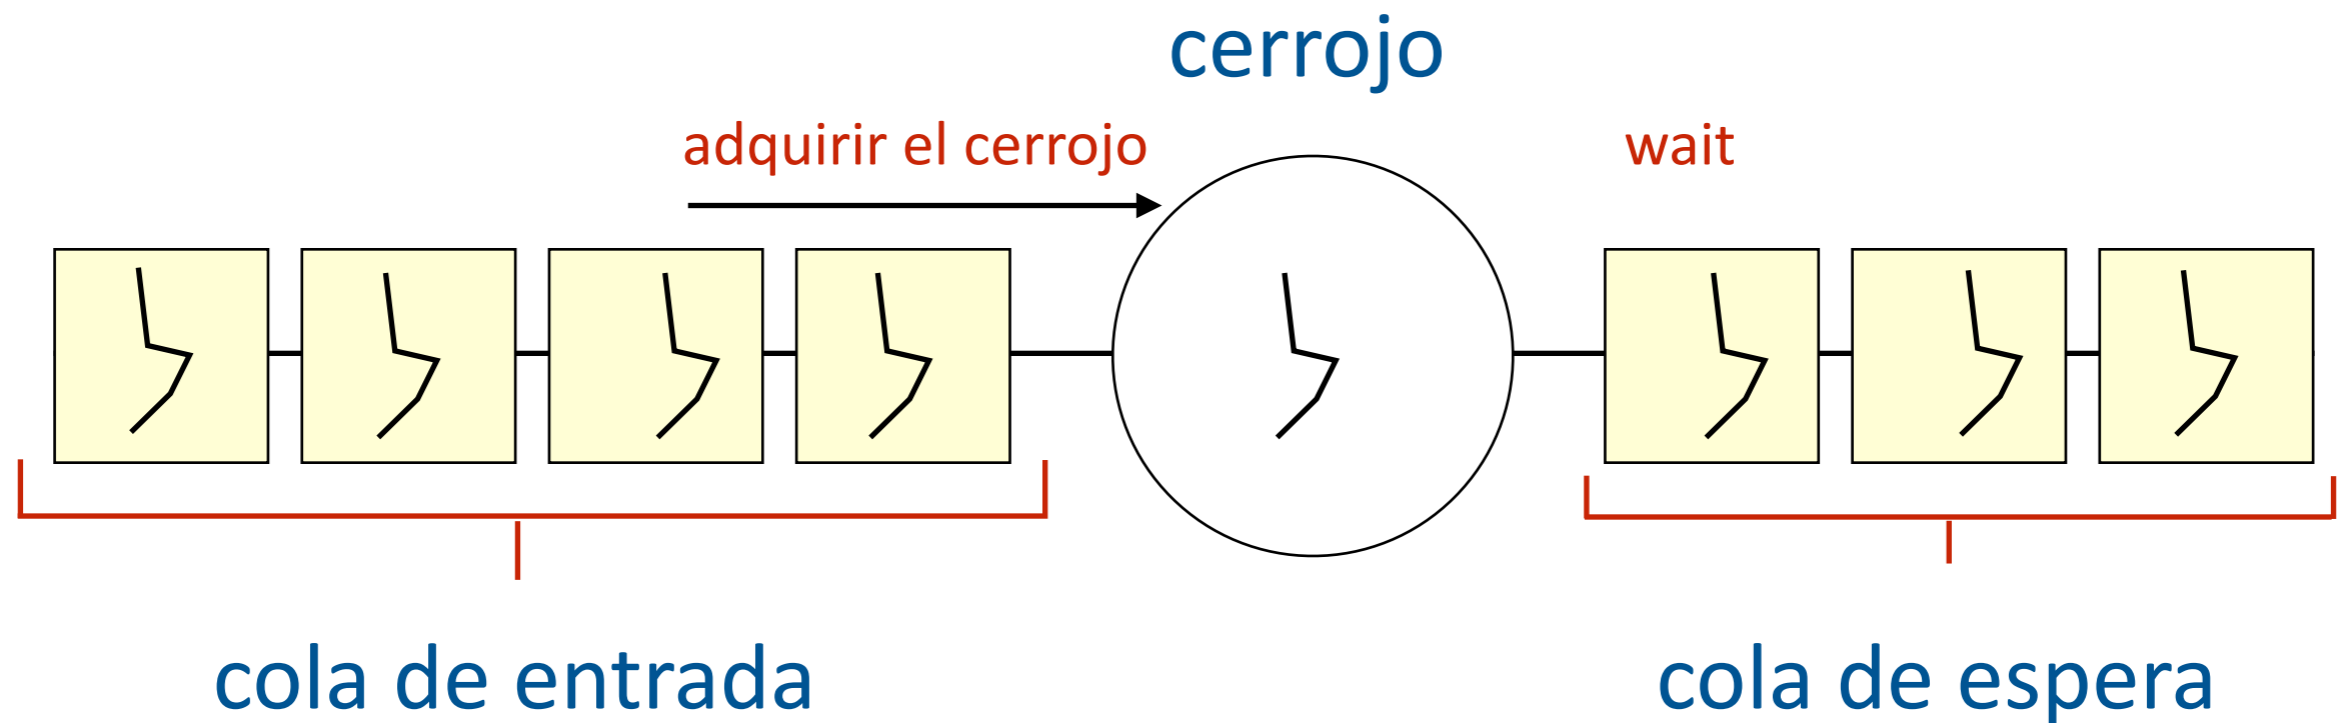 cerrojo
adquirir el cerrojo
wait
cola de entrada
cola de espera